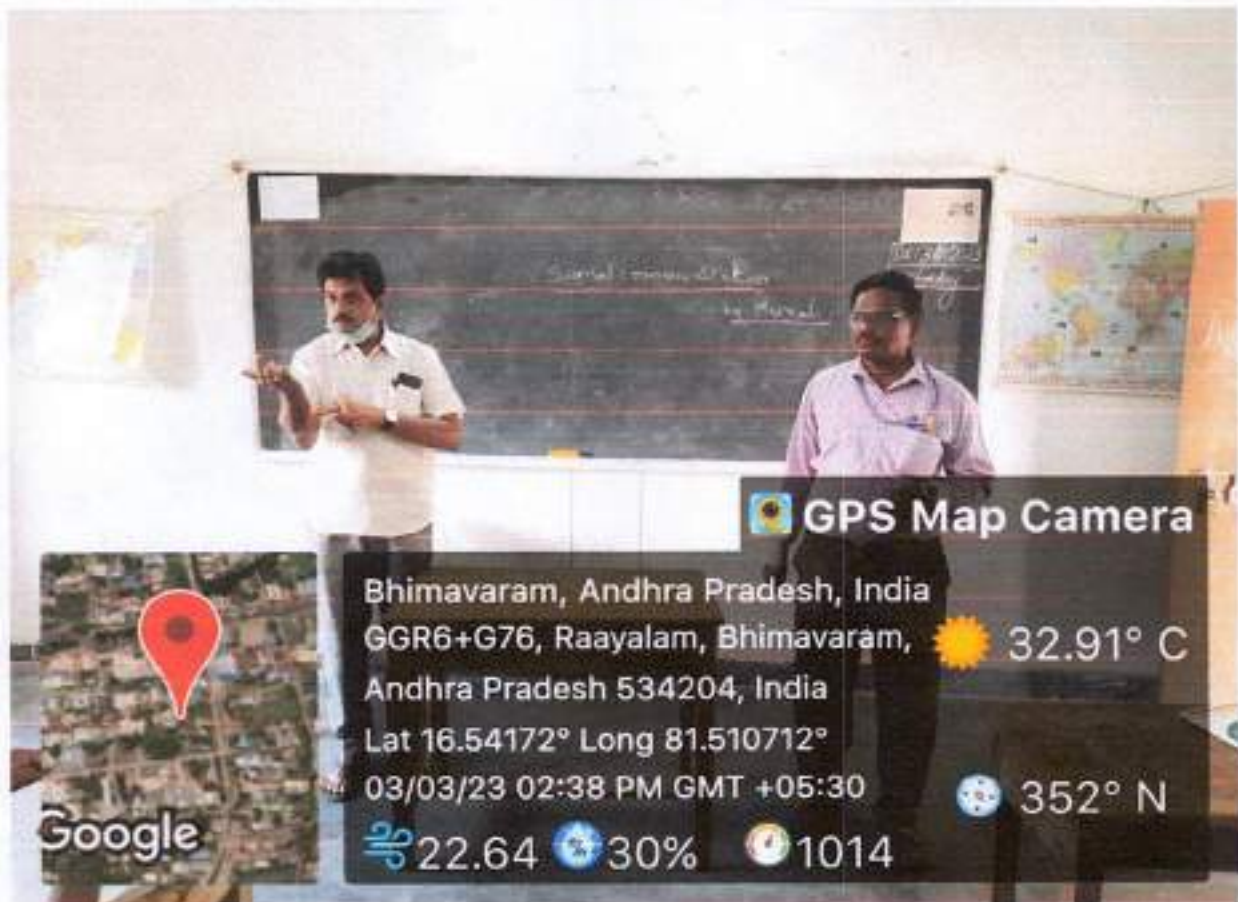 GPS Map Camera
Bhimavaram, Andhra Pradesh, India
GGR6+G76, Raayalam, Bhimavaram,
Andhra Pradesh 534204, India
Lat 16.54172° Long 81.510712°
03/03/23 02:38 PM GMT +05:30
32.91° C
352° N
22.64 30% 1014
Google